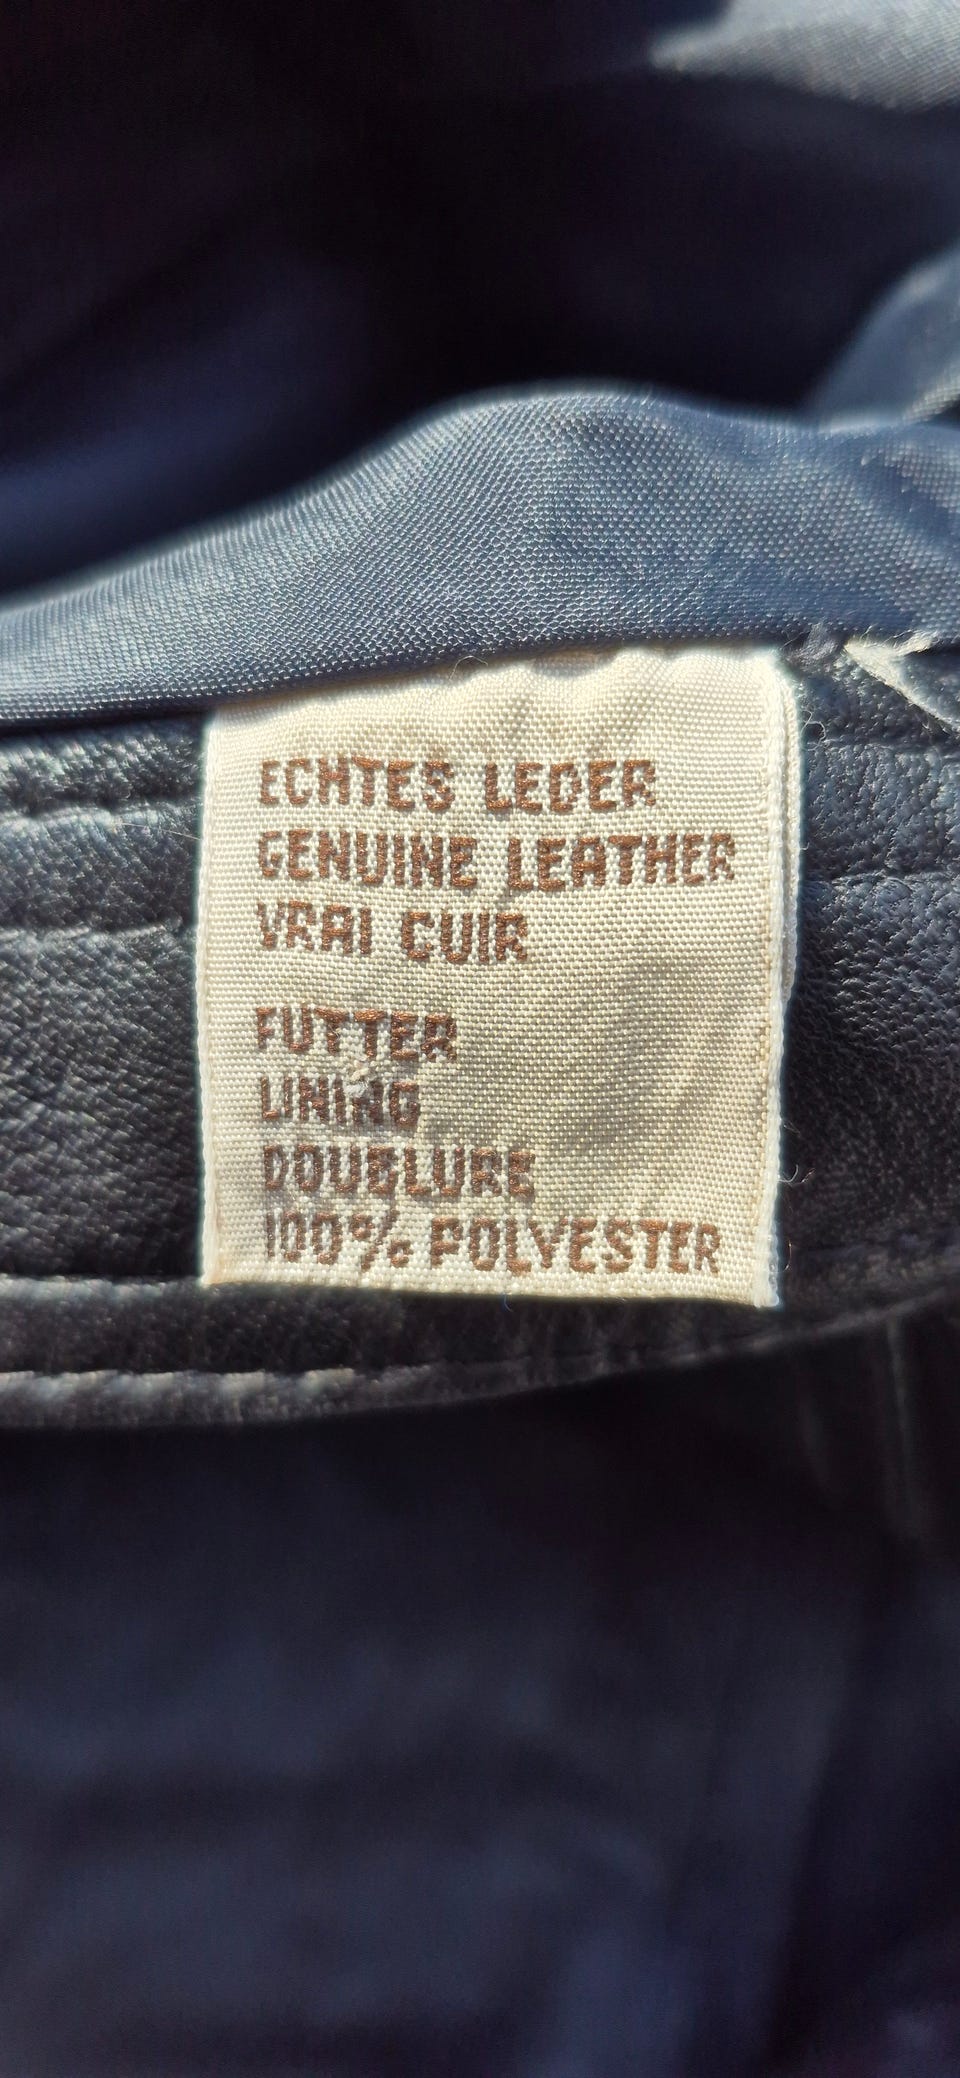 ECHTES LEDER
GENUINE LEATHER
VRAI CUIR
FUTTER
LINING
DOUBLURE
100% POLYESTER